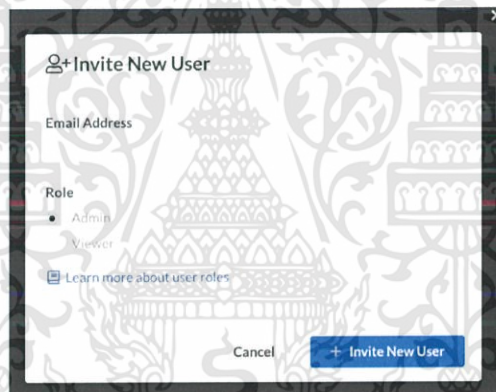 Invite New User
Email Address
Role
Admin
Viewer
Learn more about user roles
Cancel
+ Invite New User